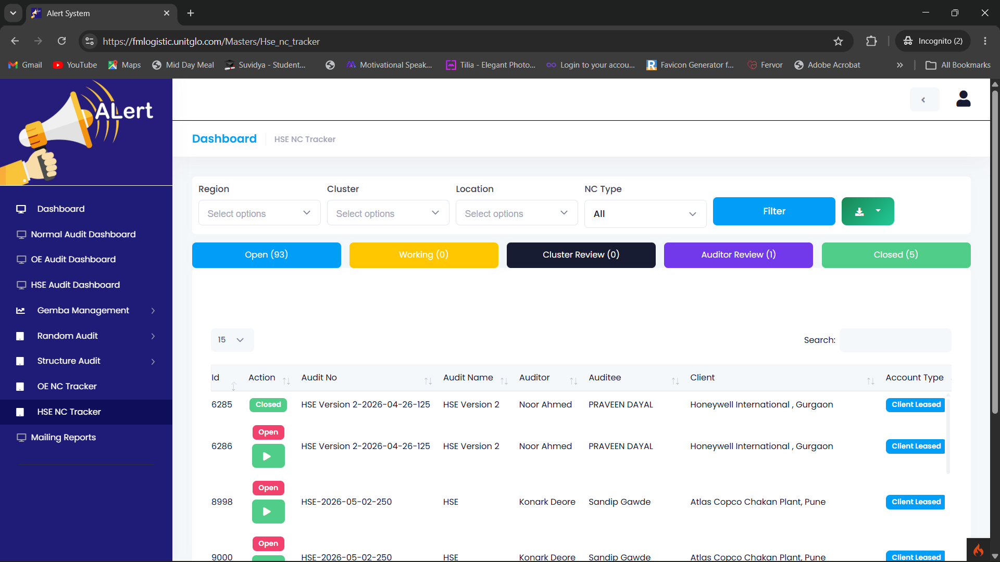 Alert System
https://fmlogistic.unitglo.com/Masters/Hse_nc_tracker
Incognito (2)
Gmail
YouTube
Maps
Mid Day Meal
Suvidya - Student...
Motivational Speak...
Tilia - Elegant Photo...
Login to your accou...
Favicon Generator f...
Fervor
Adobe Acrobat
All Bookmarks
ALert
Dashboard
Normal Audit Dashboard
OE Audit Dashboard
HSE Audit Dashboard
Gemba Management
Random Audit
Structure Audit
OE NC Tracker
HSE NC Tracker
Mailing Reports
Dashboard HSE NC Tracker
Region Cluster Location NC Type
Select options Select options Select options All Filter
Open (93) Working (0) Cluster Review (0) Auditor Review (1) Closed (5)
15 Search:
Id Action Audit No Audit Name Auditor Auditee Client Account Type
6285 Closed HSE Version 2-2026-04-26-125 HSE Version 2 Noor Ahmed PRAVEEN DAYAL Honeywell International , Gurgaon Client Leased
Open
6286 HSE Version 2-2026-04-26-125 HSE Version 2 Noor Ahmed PRAVEEN DAYAL Honeywell International , Gurgaon Client Leased
Open
8998 HSE-2026-05-02-250 HSE Konark Deore Sandip Gawde Atlas Copco Chakan Plant, Pune Client Leased
Open
9000 HSE-2026-05-02-250 HSE Konark Deore Sandip Gawde Atlas Copco Chakan Plant, Pune Client Leased